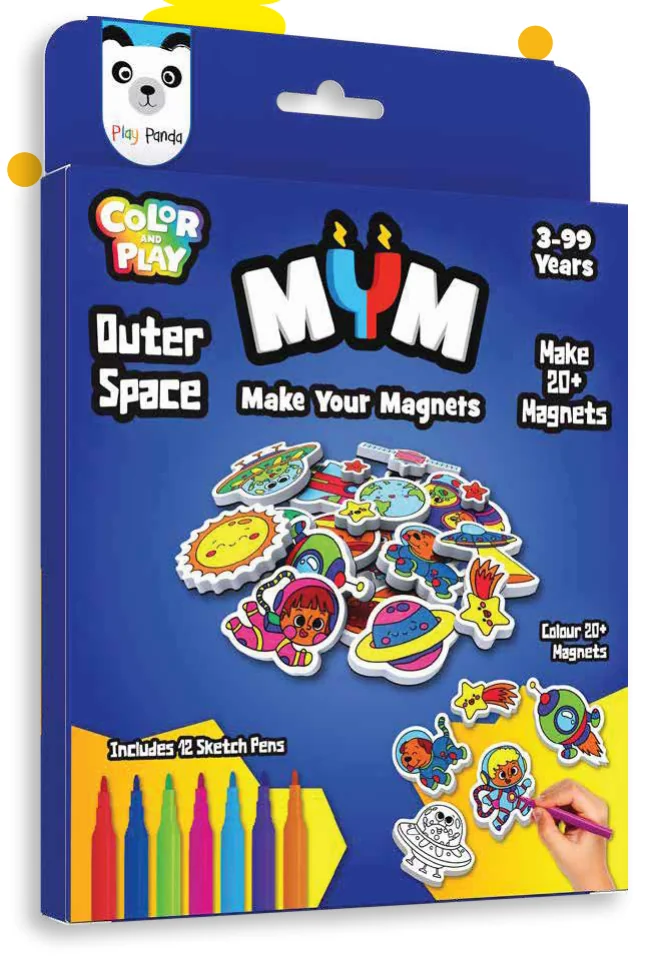 Play Panda
COLOR
AND
PLAY
MYM
3-99
Years
Outer
Space
Make Your Magnets
Make
20+
Magnets
Colour 20+
Magnets
Includes 12 Sketch Pens